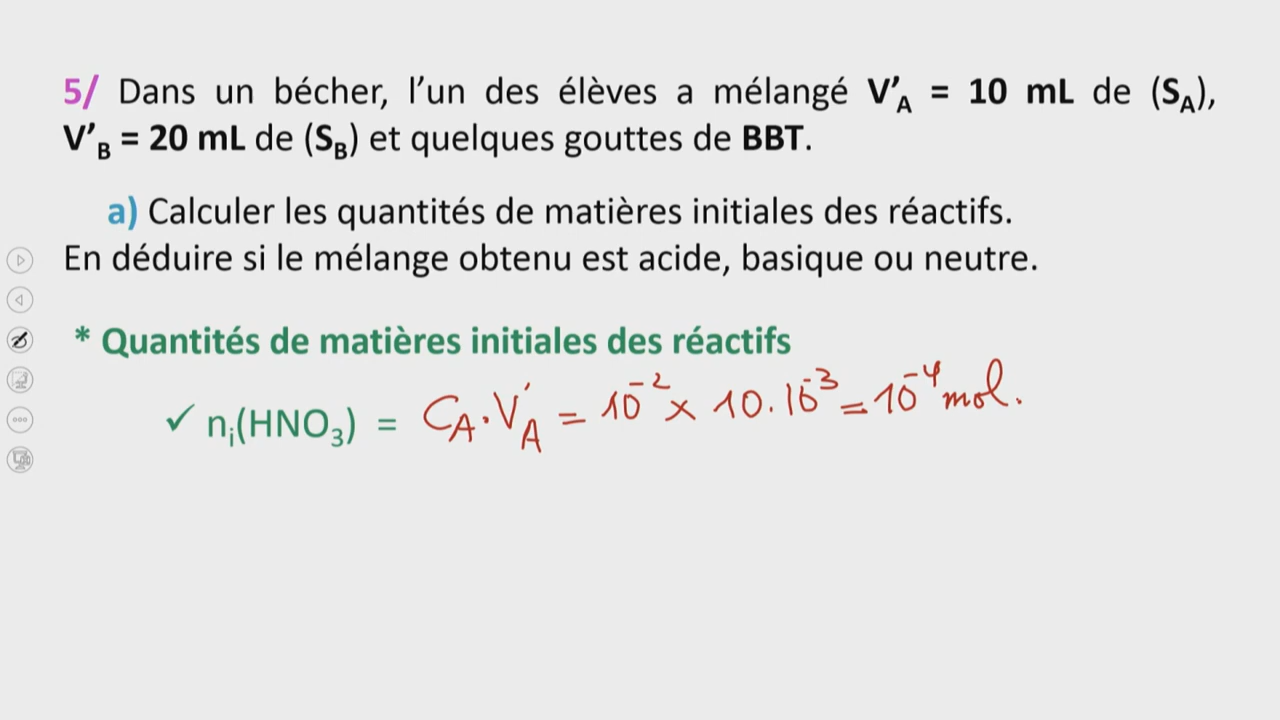 5/ Dans un bécher, l’un des élèves a mélangé V’A = 10 mL de (SA),
V’B = 20 mL de (SB) et quelques gouttes de BBT.
a) Calculer les quantités de matières initiales des réactifs.
En déduire si le mélange obtenu est acide, basique ou neutre.
* Quantités de matières initiales des réactifs
✓ ni(HNO3) = CA.V'A = 10⁻² x 10.10⁻³ = 10⁻⁴ mol.